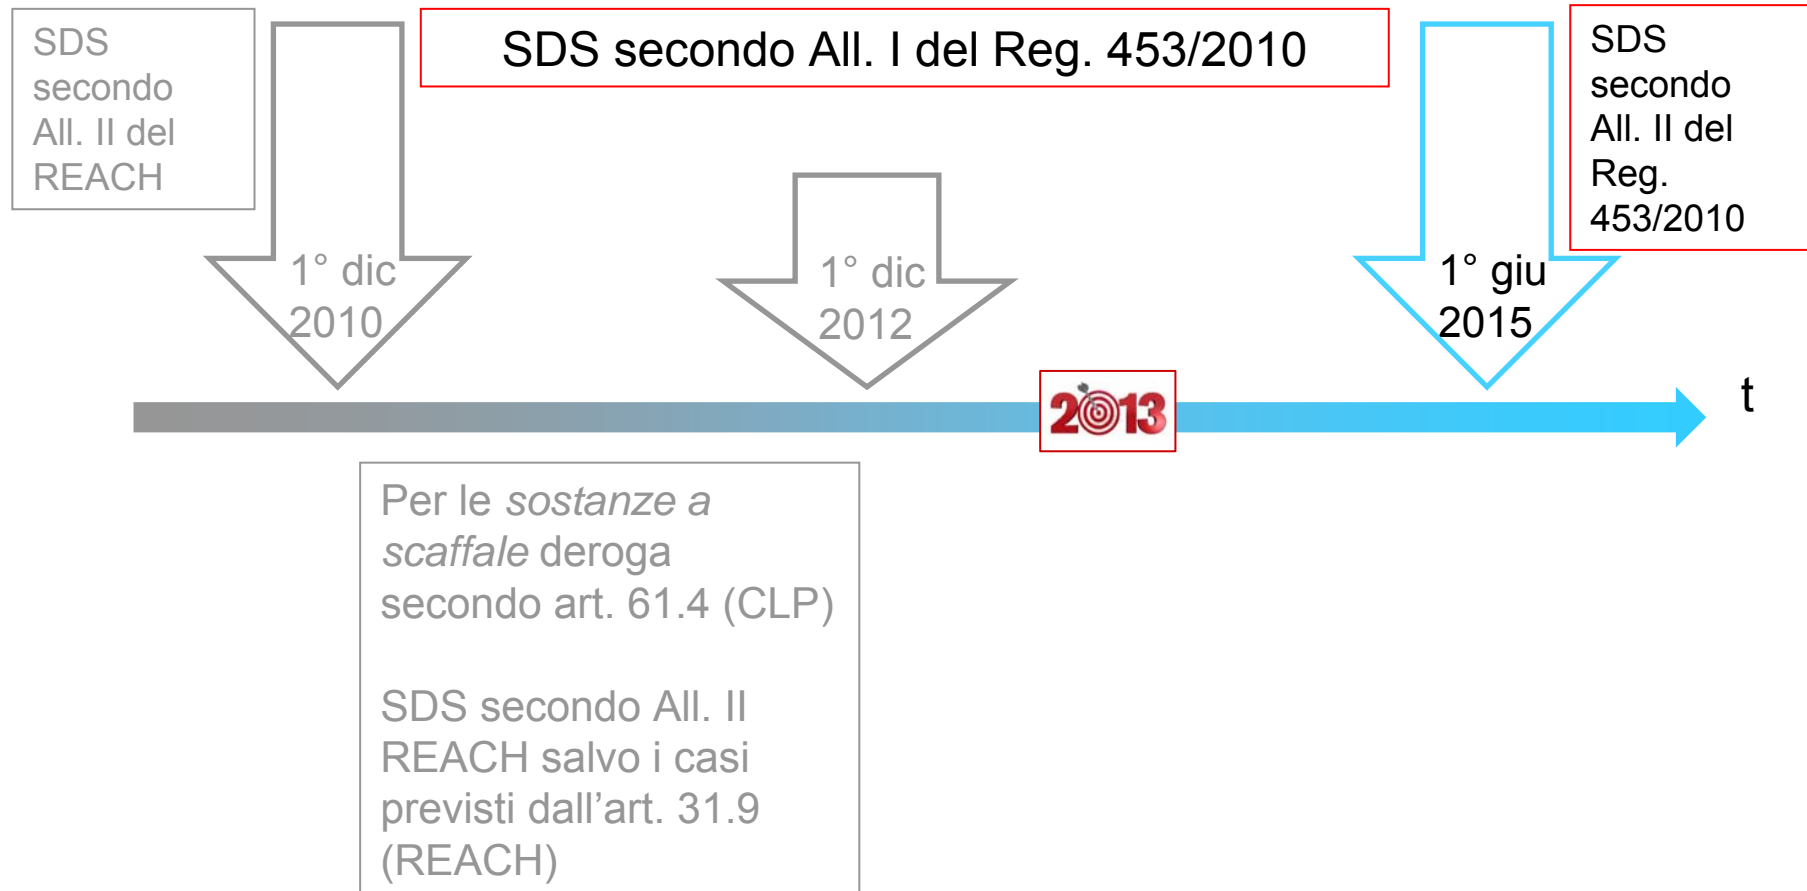 SDS
secondo
All. II del
REACH
SDS secondo All. I del Reg. 453/2010
SDS
secondo
All. II del
Reg.
453/2010
1° dic
2010
1° dic
2012
1° giu
2015
2013
t
Per le sostanze a
scaffale deroga
secondo art. 61.4 (CLP)
SDS secondo All. II
REACH salvo i casi
previsti dall’art. 31.9
(REACH)